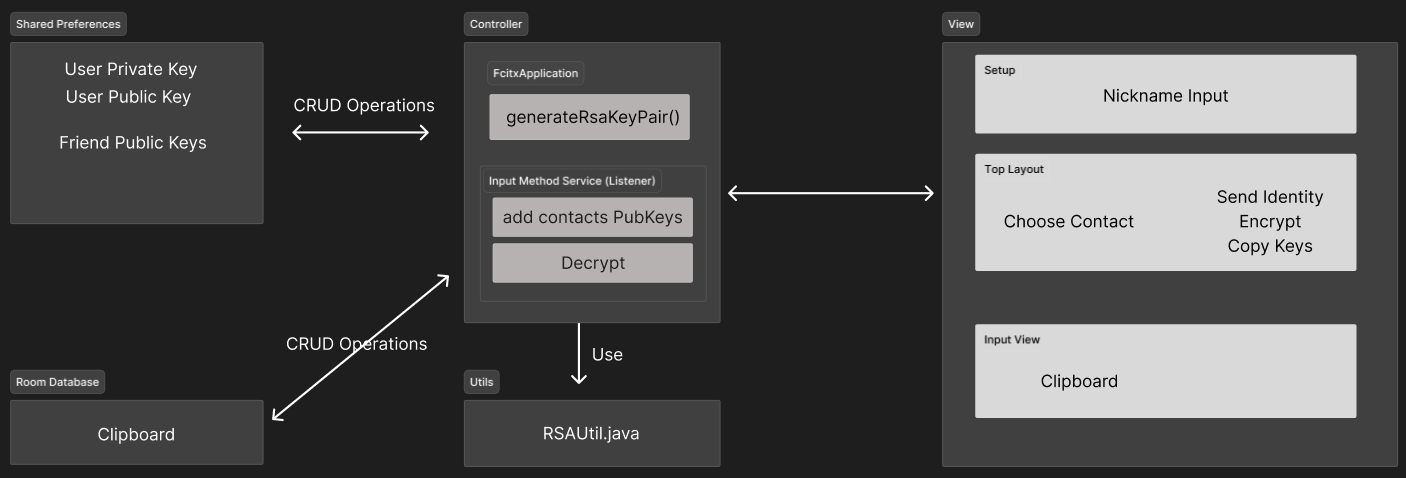 Shared Preferences
User Private Key
User Public Key
Friend Public Keys
CRUD Operations
Controller
FcitxApplication
generateRsaKeyPair()
Input Method Service (Listener)
add contacts PubKeys
Decrypt
View
Setup
Nickname Input
Top Layout
Choose Contact
Send Identity
Encrypt
Copy Keys
Input View
Clipboard
CRUD Operations
Room Database
Clipboard
Use
Utils
RSAUtil.java